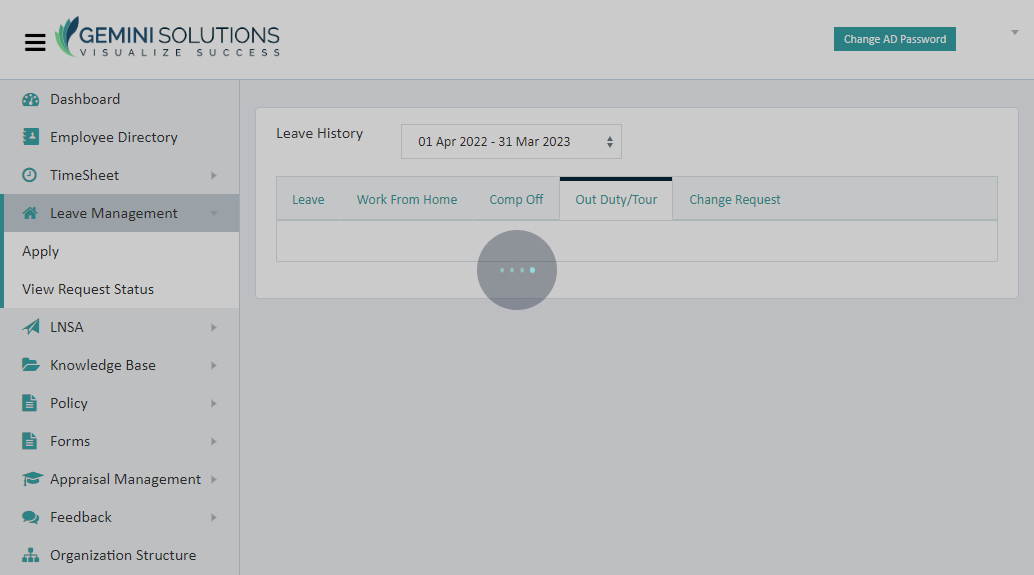 GEMINI SOLUTIONS
VISUALIZE SUCCESS
Change AD Password
Dashboard
Employee Directory
TimeSheet
Leave Management
Apply
View Request Status
LNSA
Knowledge Base
Policy
Forms
Appraisal Management
Feedback
Organization Structure
Leave History
01 Apr 2022 - 31 Mar 2023
Leave
Work From Home
Comp Off
Out Duty/Tour
Change Request